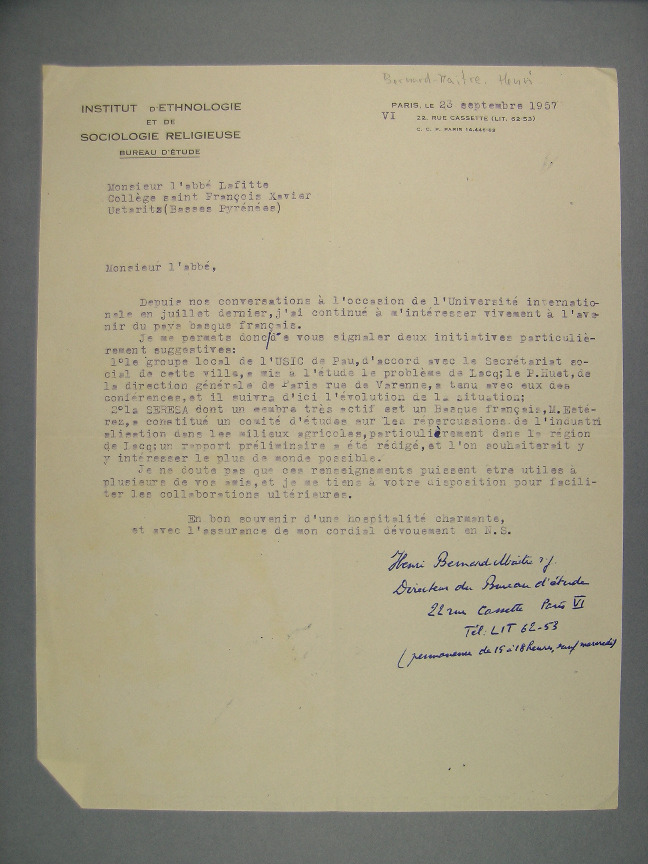 Bernard-Maitre. Henri
INSTITUT D'ETHNOLOGIE
ET DE
SOCIOLOGIE RELIGIEUSE
BUREAU D'ÉTUDE
PARIS, LE 23 septembre 1957
VI 22, RUE CASSETTE (LIT. 62-53)
C. C. P. PARIS
Monsieur l'abbé Lafitte
Collège saint François Xavier
Ustaritz(Basses Pyrénées)
Monsieur l'abbé,
Depuis nos conversations à l'occasion de l'Université internatio-
nale en juillet dernier,j'ai continué à m'intéresser vivement à l'ave
nir du pays basque français.
Je me permets donc/de vous signaler deux initiatives particuliè-
rement suggestives:
1°le groupe local de l'USIC de Pau,d'accord avec le Secrétariat so-
cial de cette ville,a mis à l'étude le problème de Lacq;le P.Huet,de
la direction générale de Paris rue de Varenne,a tenu avec eux des
conférences,et il suivra d'ici l'évolution de la situation;
2°la SERESA dont un membre très actif est un Basque français,M.Esté-
rez,a constitué un comité d'études sur les répercussions de l'industri
alisation dans les milieux agricoles,particulièrement dans la région
de Lacq:un rapport préliminaire a été rédigé,et l'on souhaiterait y
y intéresser le plus de monde possible.
Je ne doute pas que ces renseignements puissent être utiles à
plusieurs de vos amis,et je me tiens à votre disposition pour facili-
ter les collaborations ultérieures.
En bon souvenir d'une hospitalité charmante,
et avec l'assurance de mon cordial dévouement en N.S.
Henri Bernard-Maitre s.j.
Directeur du Bureau d'étude
22 rue Cassette Paris VI
Tél: LIT 62-53
(permanence de 15 à 18 heures, sauf mercredi)